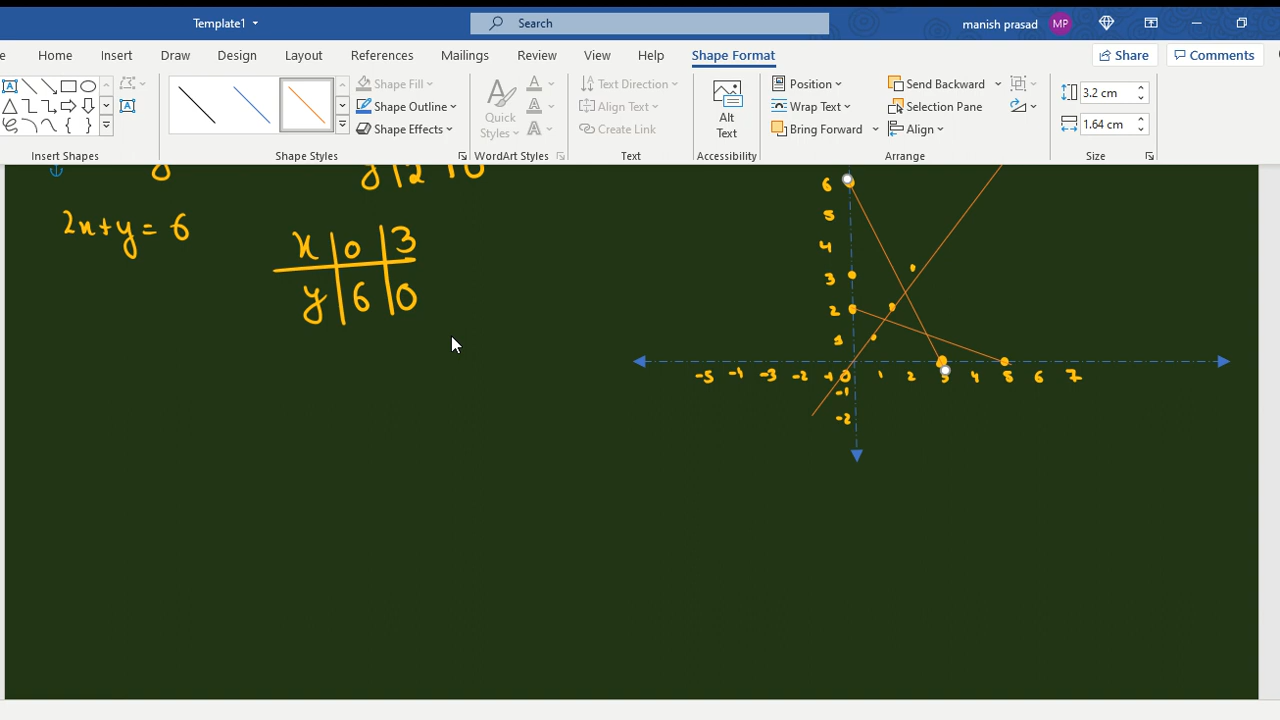 Template1
Search
manish prasad MP
Home Insert Draw Design Layout References Mailings Review View Help Shape Format Share Comments
Shape Fill
Shape Outline
Shape Effects
Quick Styles
Text Direction
Align Text
Create Link
Alt Text
Position
Wrap Text
Bring Forward
Send Backward
Selection Pane
Align
3.2 cm
1.64 cm
Insert Shapes Shape Styles WordArt Styles Text Accessibility Arrange Size
y 2 0
2x+y = 6
x 0 3
y 6 0
6
5
4
3
2
1
-5 -4 -3 -2 -1 0 1 2 3 4 5 6 7
-1
-2